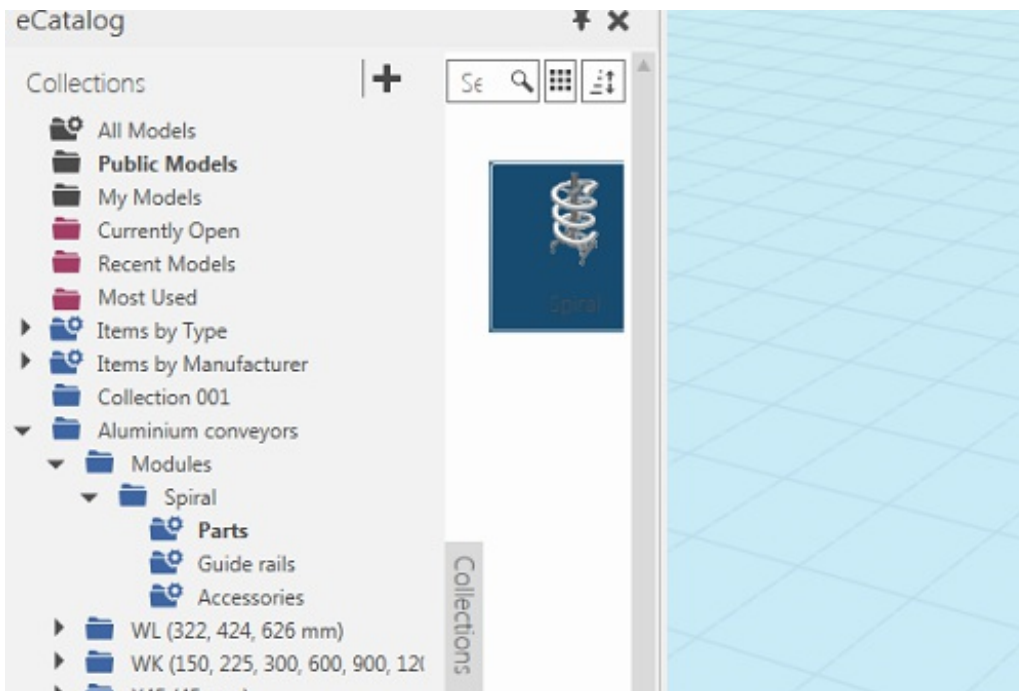 eCatalog
Collections
Se
All Models
Public Models
My Models
Currently Open
Recent Models
Most Used
Items by Type
Items by Manufacturer
Collection 001
Aluminium conveyors
Modules
Spiral
Parts
Guide rails
Accessories
WL (322, 424, 626 mm)
WK (150, 225, 300, 600, 900, 120
Spiral
Collections